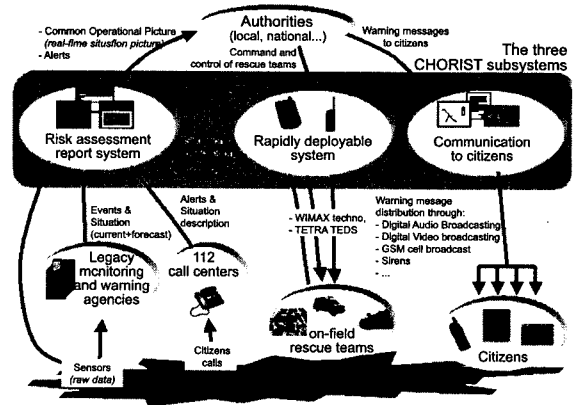 - Common Operational Picture
(real-time situstion picture)
- Alerts
Authorities
(local, national...)
Command and
control of rescue teams
Warning messages
to citizens
The three
CHORIST subsystems
Risk assessment
report system
Rapidly deployable
system
Communication
to citizens
Events &
Situation
(current+forecast)
Alerts &
Situation
description
- WIMAX techno,
- TETRA TEDS
Warning message
distribution through:
- Digital Audio Broadcasting
- Digital Video broadcasting
- GSM cell broadcast
- Sirens
- ...
Legacy
mcnitoring
and warning
agencies
112
call centers
on-field
rescue teams
Citizens
Sensors
(raw data)
Citizens
calls